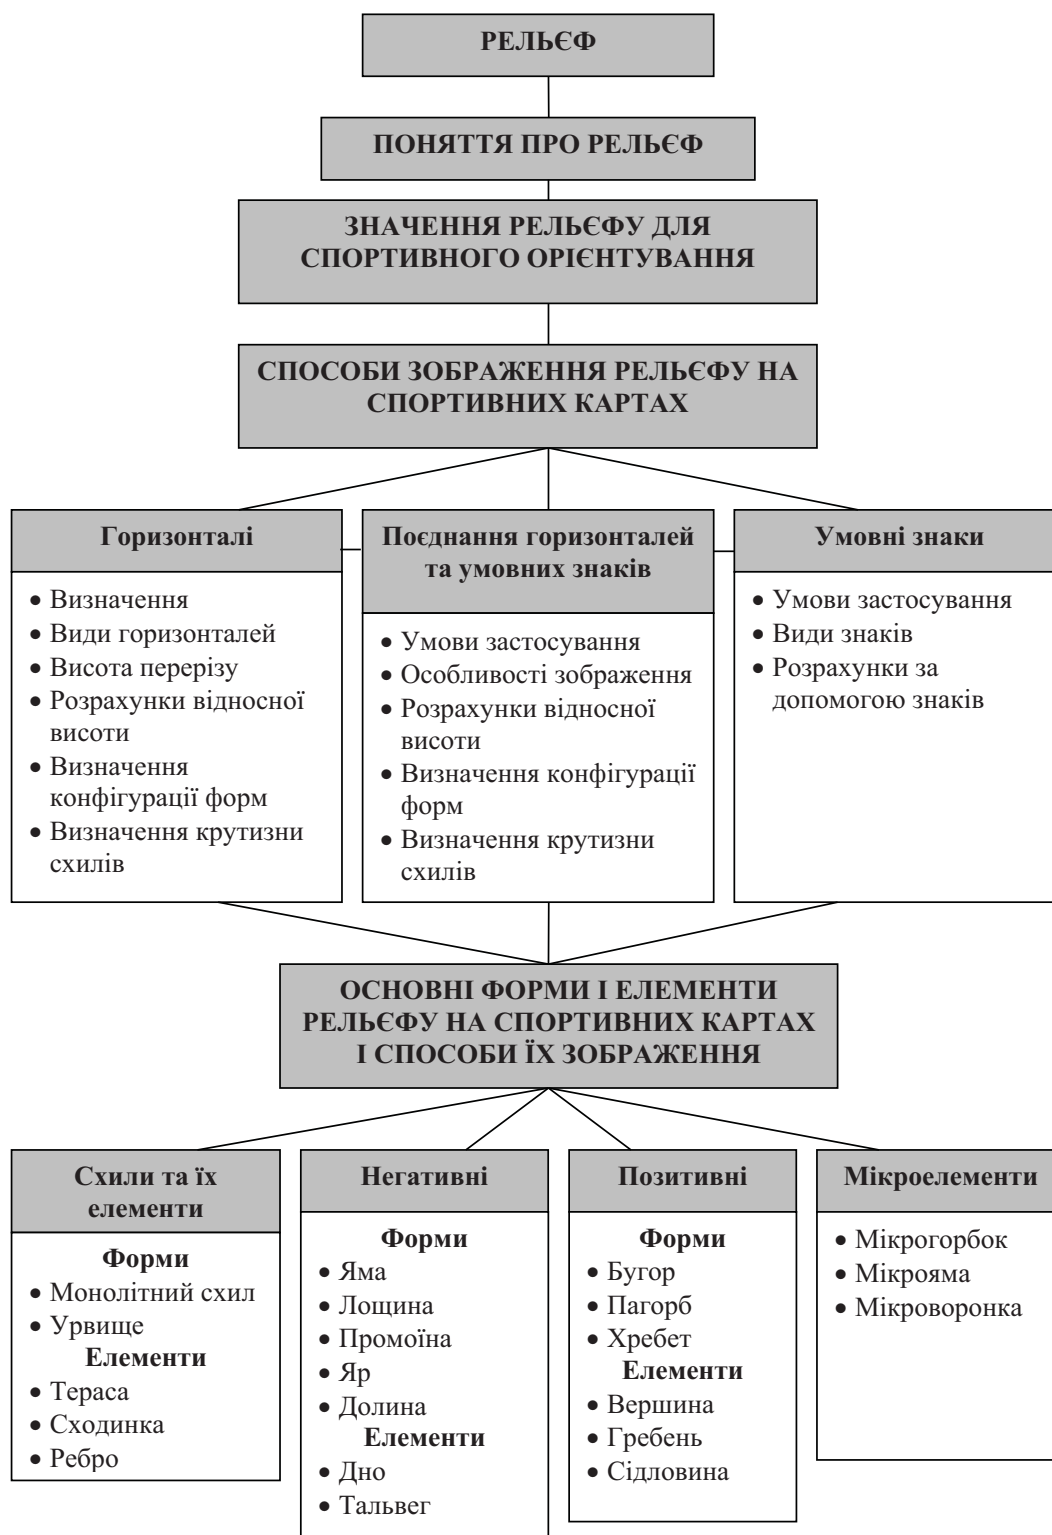 РЕЛЬЄФ
ПОНЯТТЯ ПРО РЕЛЬЄФ
ЗНАЧЕННЯ РЕЛЬЄФУ ДЛЯ
СПОРТИВНОГО ОРІЄНТУВАННЯ
СПОСОБИ ЗОБРАЖЕННЯ РЕЛЬЄФУ НА
СПОРТИВНИХ КАРТАХ
Горизонталі
• Визначення
• Види горизонталей
• Висота перерізу
• Розрахунки відносної
висоти
• Визначення
конфігурації форм
• Визначення крутизни
схилів
Поєднання горизонталей
та умовних знаків
• Умови застосування
• Особливості зображення
• Розрахунки відносної
висоти
• Визначення конфігурації
форм
• Визначення крутизни
схилів
Умовні знаки
• Умови застосування
• Види знаків
• Розрахунки за
допомогою знаків
ОСНОВНІ ФОРМИ І ЕЛЕМЕНТИ
РЕЛЬЄФУ НА СПОРТИВНИХ КАРТАХ
І СПОСОБИ ЇХ ЗОБРАЖЕННЯ
Схили та їх
елементи
Форми
• Монолітний схил
• Урвище
Елементи
• Тераса
• Сходинка
• Ребро
Негативні
Форми
• Яма
• Лощина
• Промоїна
• Яр
• Долина
Елементи
• Дно
• Тальвег
Позитивні
Форми
• Бугор
• Пагорб
• Хребет
Елементи
• Вершина
• Гребень
• Сідловина
Мікроелементи
• Мікрогорбок
• Мікрояма
• Мікроворонка